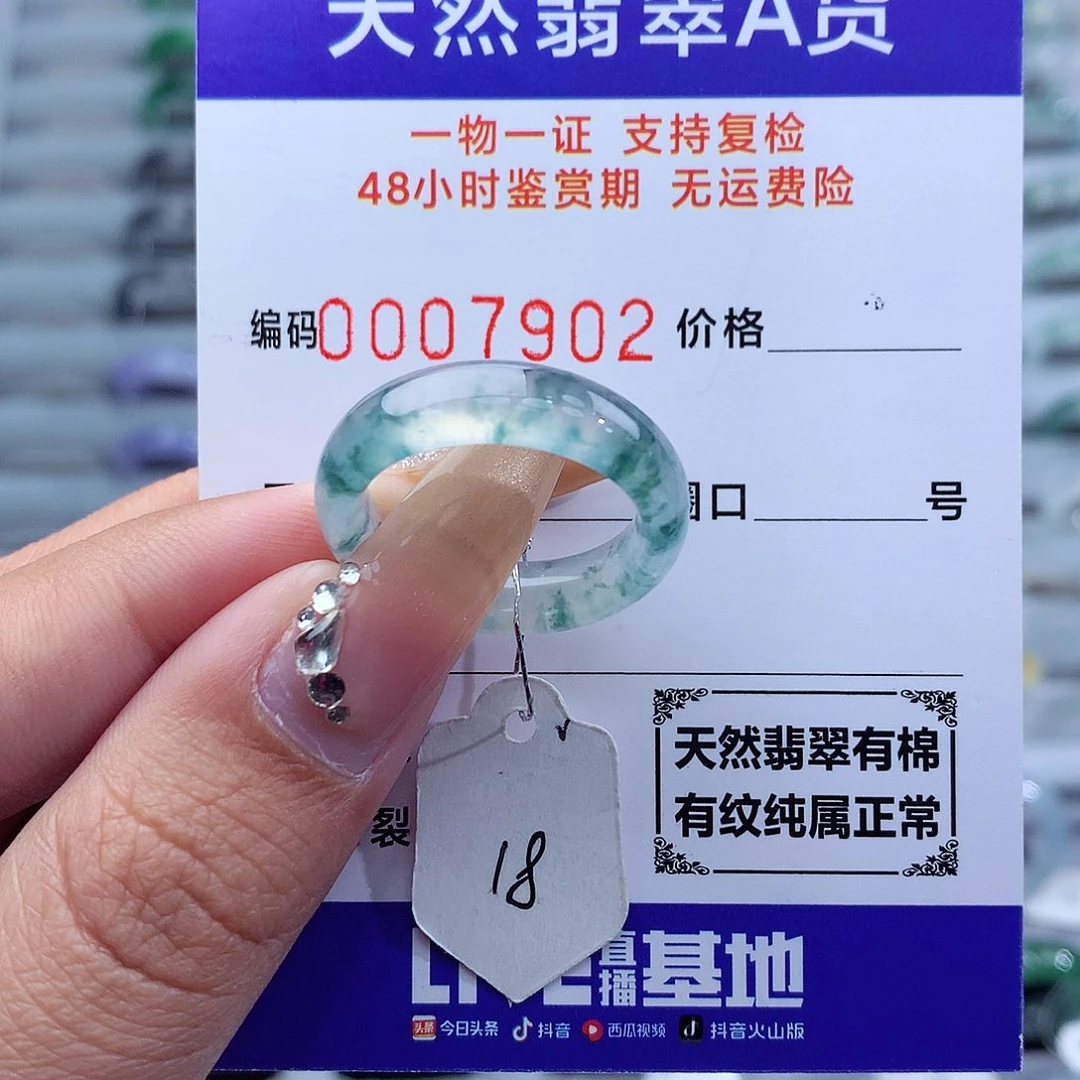 天然翡翠A货
一物一证 支持复检
48小时鉴赏期 无运费险
编码0007902 价格
圈口 号
天然翡翠有棉
有纹纯属正常
裂
18
直播基地
今日头条 抖音 西瓜视频 抖音火山版